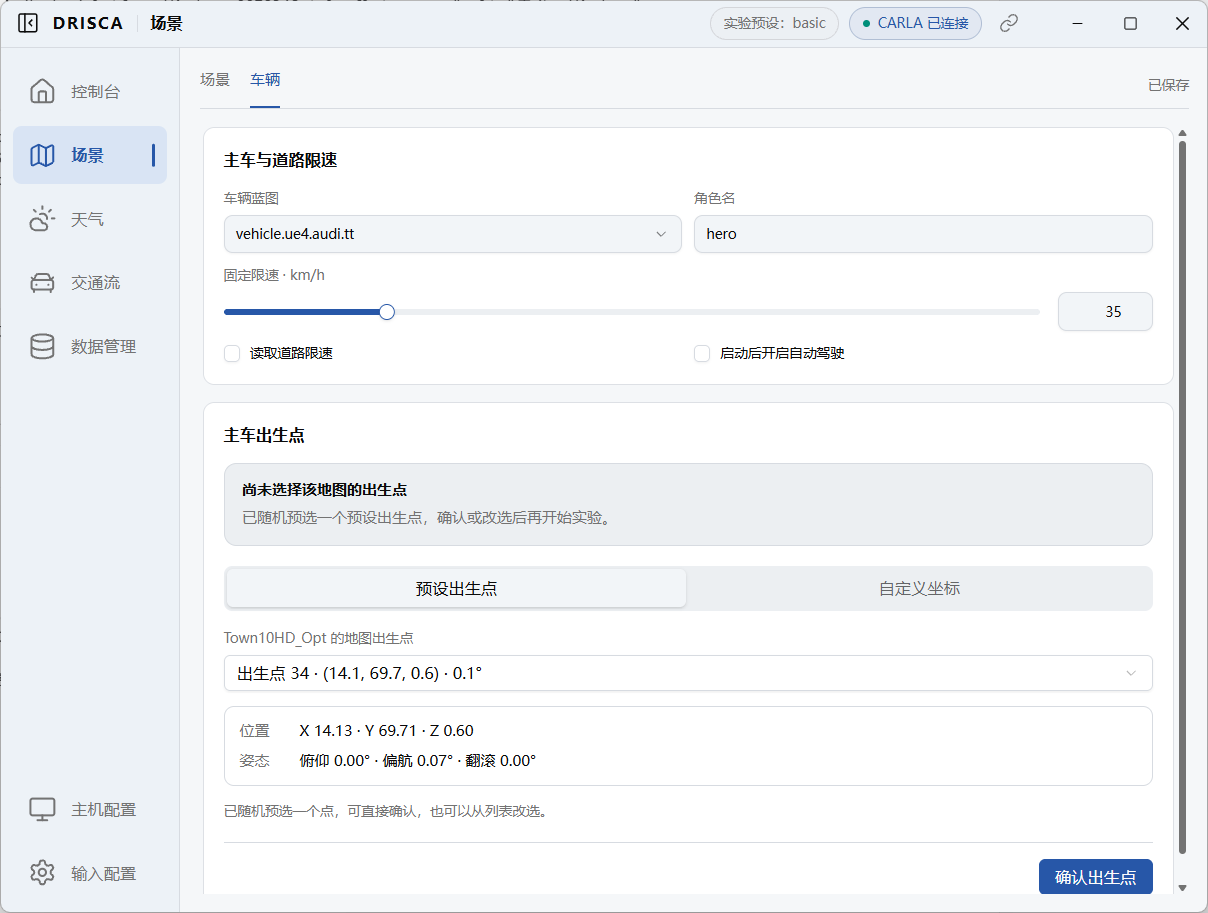 DRISCA 场景 实验预设：basic CARLA 已连接
控制台
场景
天气
交通流
数据管理
主机配置
输入配置
场景 车辆 已保存
主车与道路限速
车辆蓝图 角色名
vehicle.ue4.audi.tt hero
固定限速 · km/h
35
读取道路限速 启动后开启自动驾驶
主车出生点
尚未选择该地图的出生点
已随机预选一个预设出生点，确认或改选后再开始实验。
预设出生点 自定义坐标
Town10HD_Opt 的地图出生点
出生点 34 · (14.1, 69.7, 0.6) · 0.1°
位置 X 14.13 · Y 69.71 · Z 0.60
姿态 俯仰 0.00° · 偏航 0.07° · 翻滚 0.00°
已随机预选一个点，可直接确认，也可以从列表改选。
确认出生点